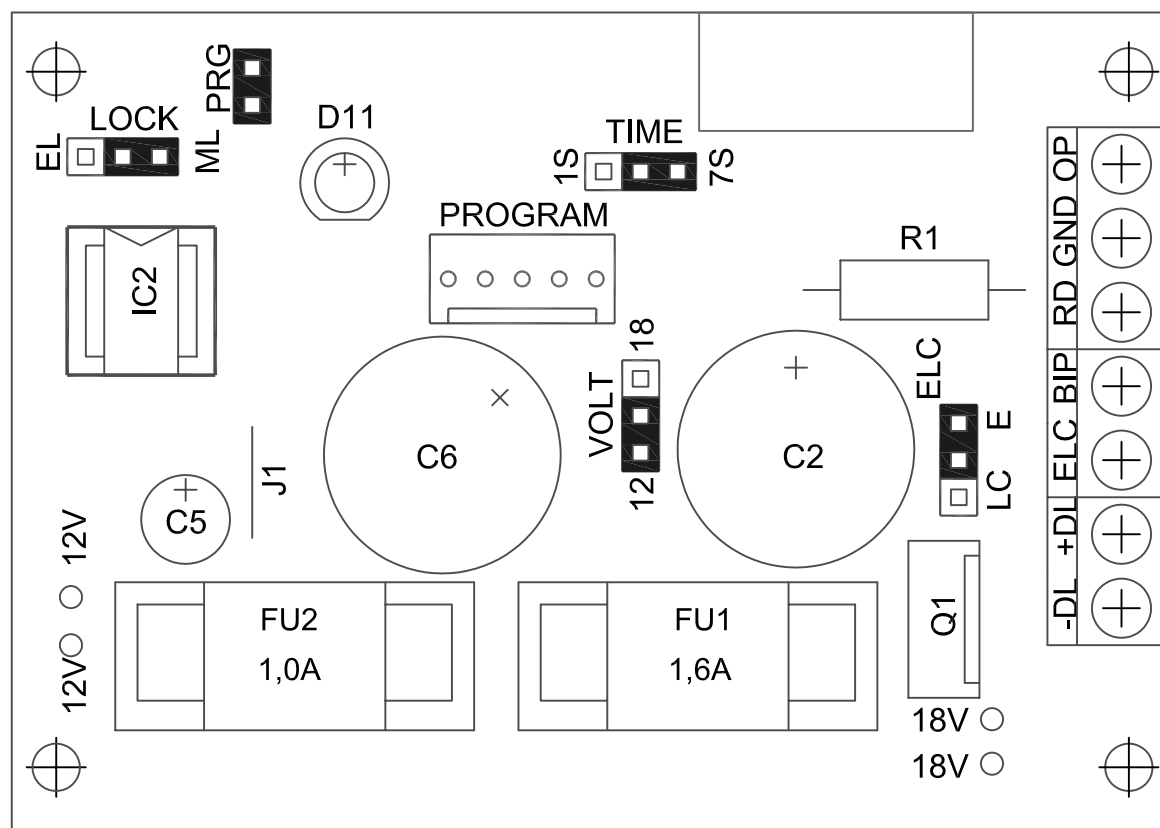 PRG
LOCK
EL
ML
D11
TIME
1S
7S
PROGRAM
IC2
R1
OP
GND
RD
BIP
ELC
+DL
-DL
18
VOLT
12
ELC
E
LC
C6
C2
C5
J1
12V
12V
FU2
1,0A
FU1
1,6A
Q1
18V
18V